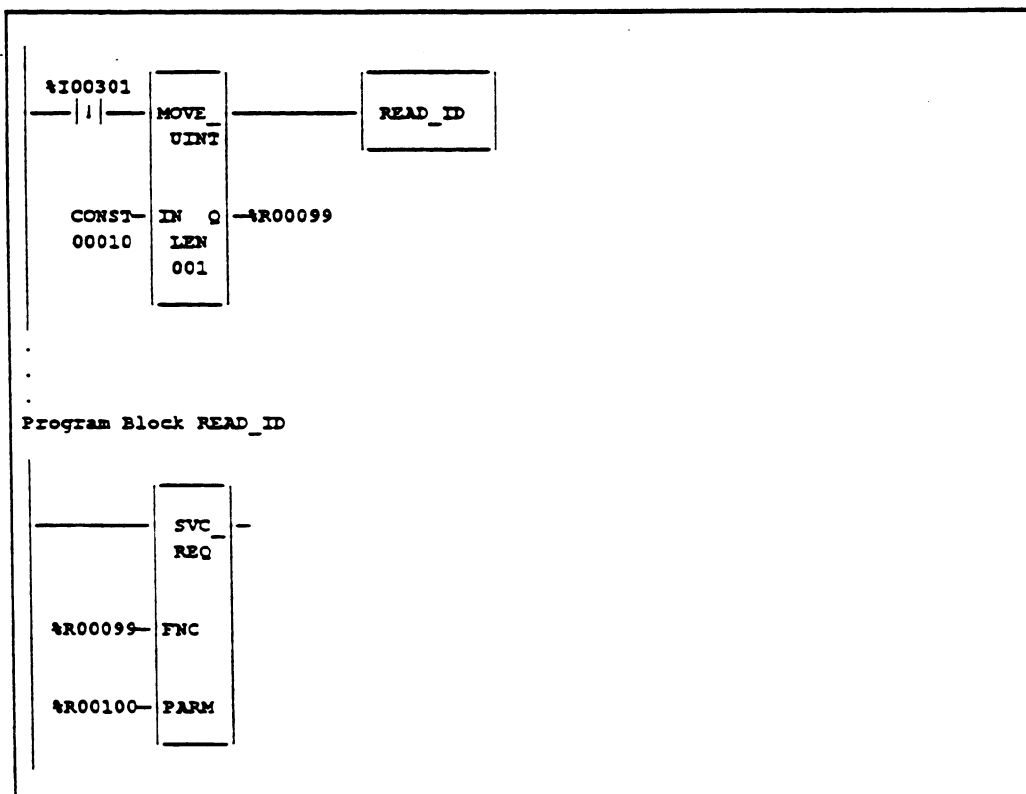 %I00301
|↓| MOVE_ READ_ID
UINT
CONST IN Q %R00099
00010 LEN
001
.
.
.
Program Block READ_ID
SVC_
REQ
%R00099 FNC
%R00100 PARM